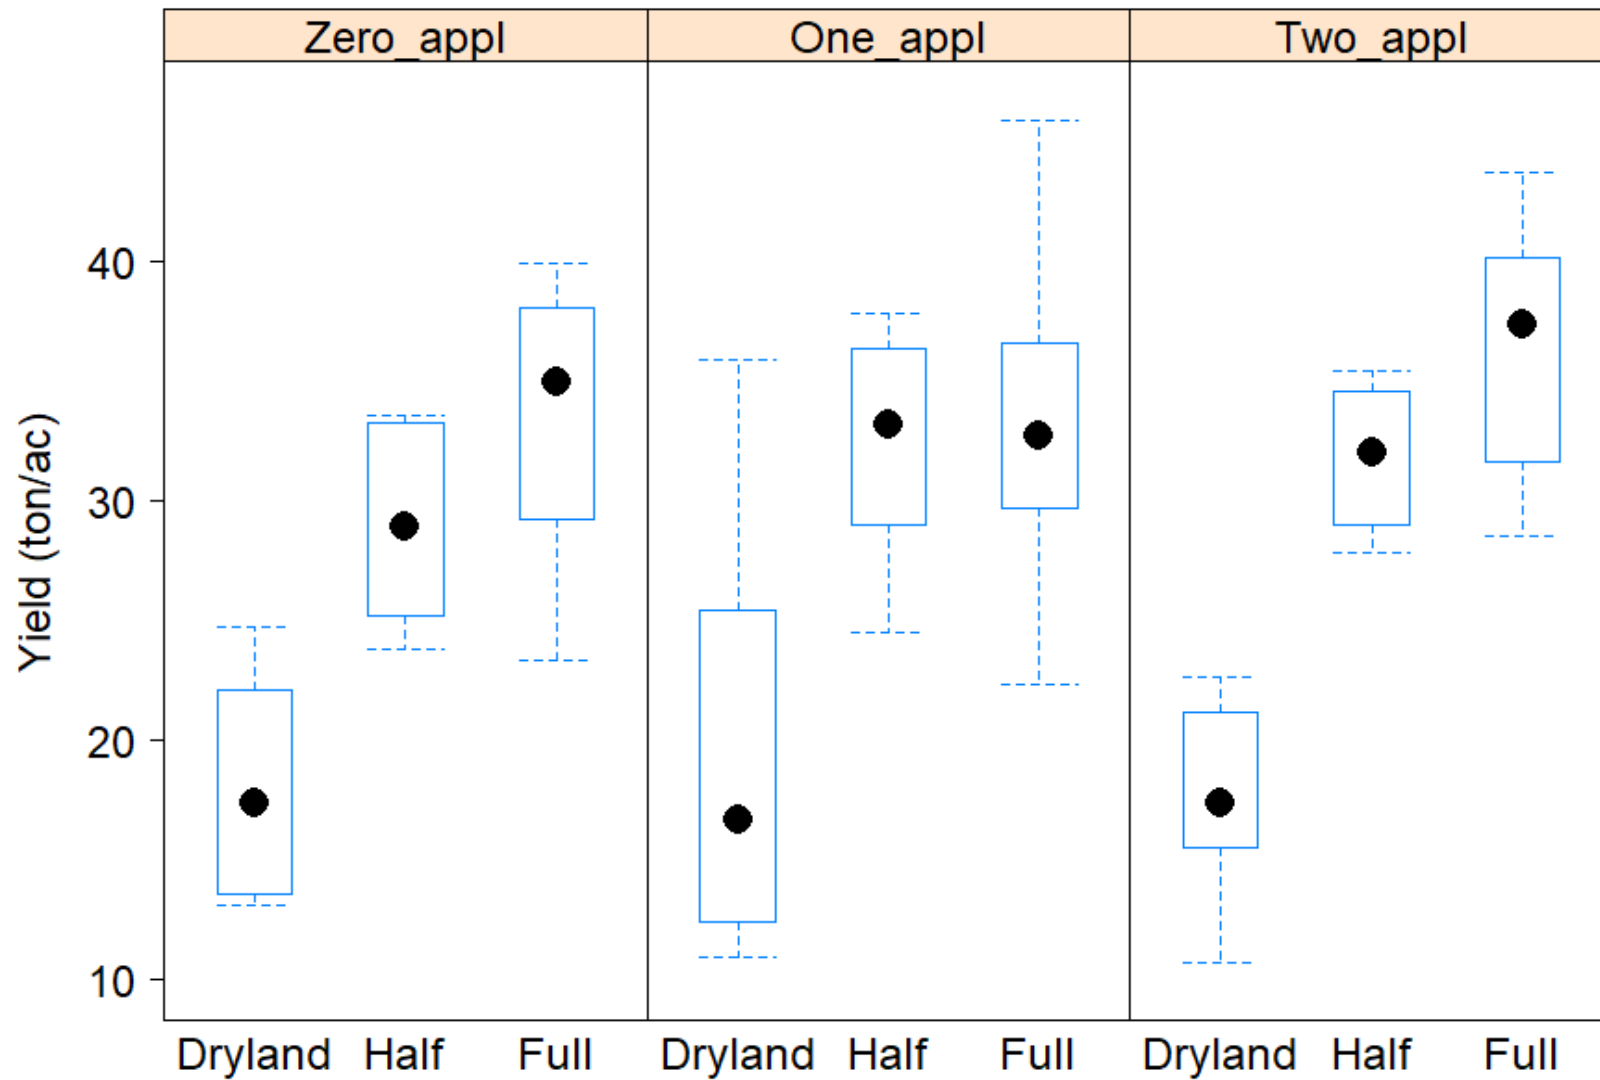 Zero_appl One_appl Two_appl
Yield (ton/ac)
40
30
20
10
Dryland Half Full Dryland Half Full Dryland Half Full